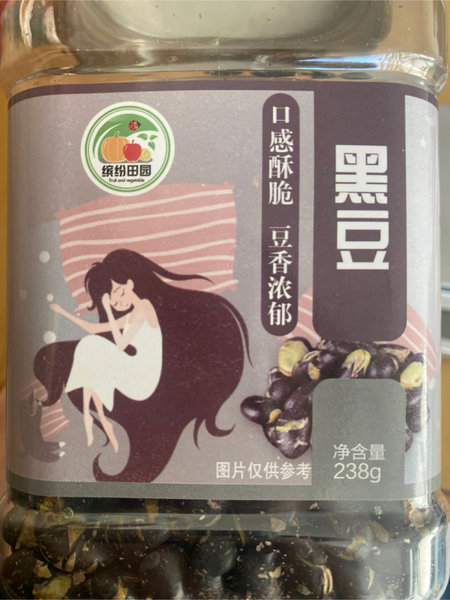 缤纷田园
Fruit and vegetable
口感酥脆 豆香浓郁
黑豆
图片仅供参考
净含量
238g